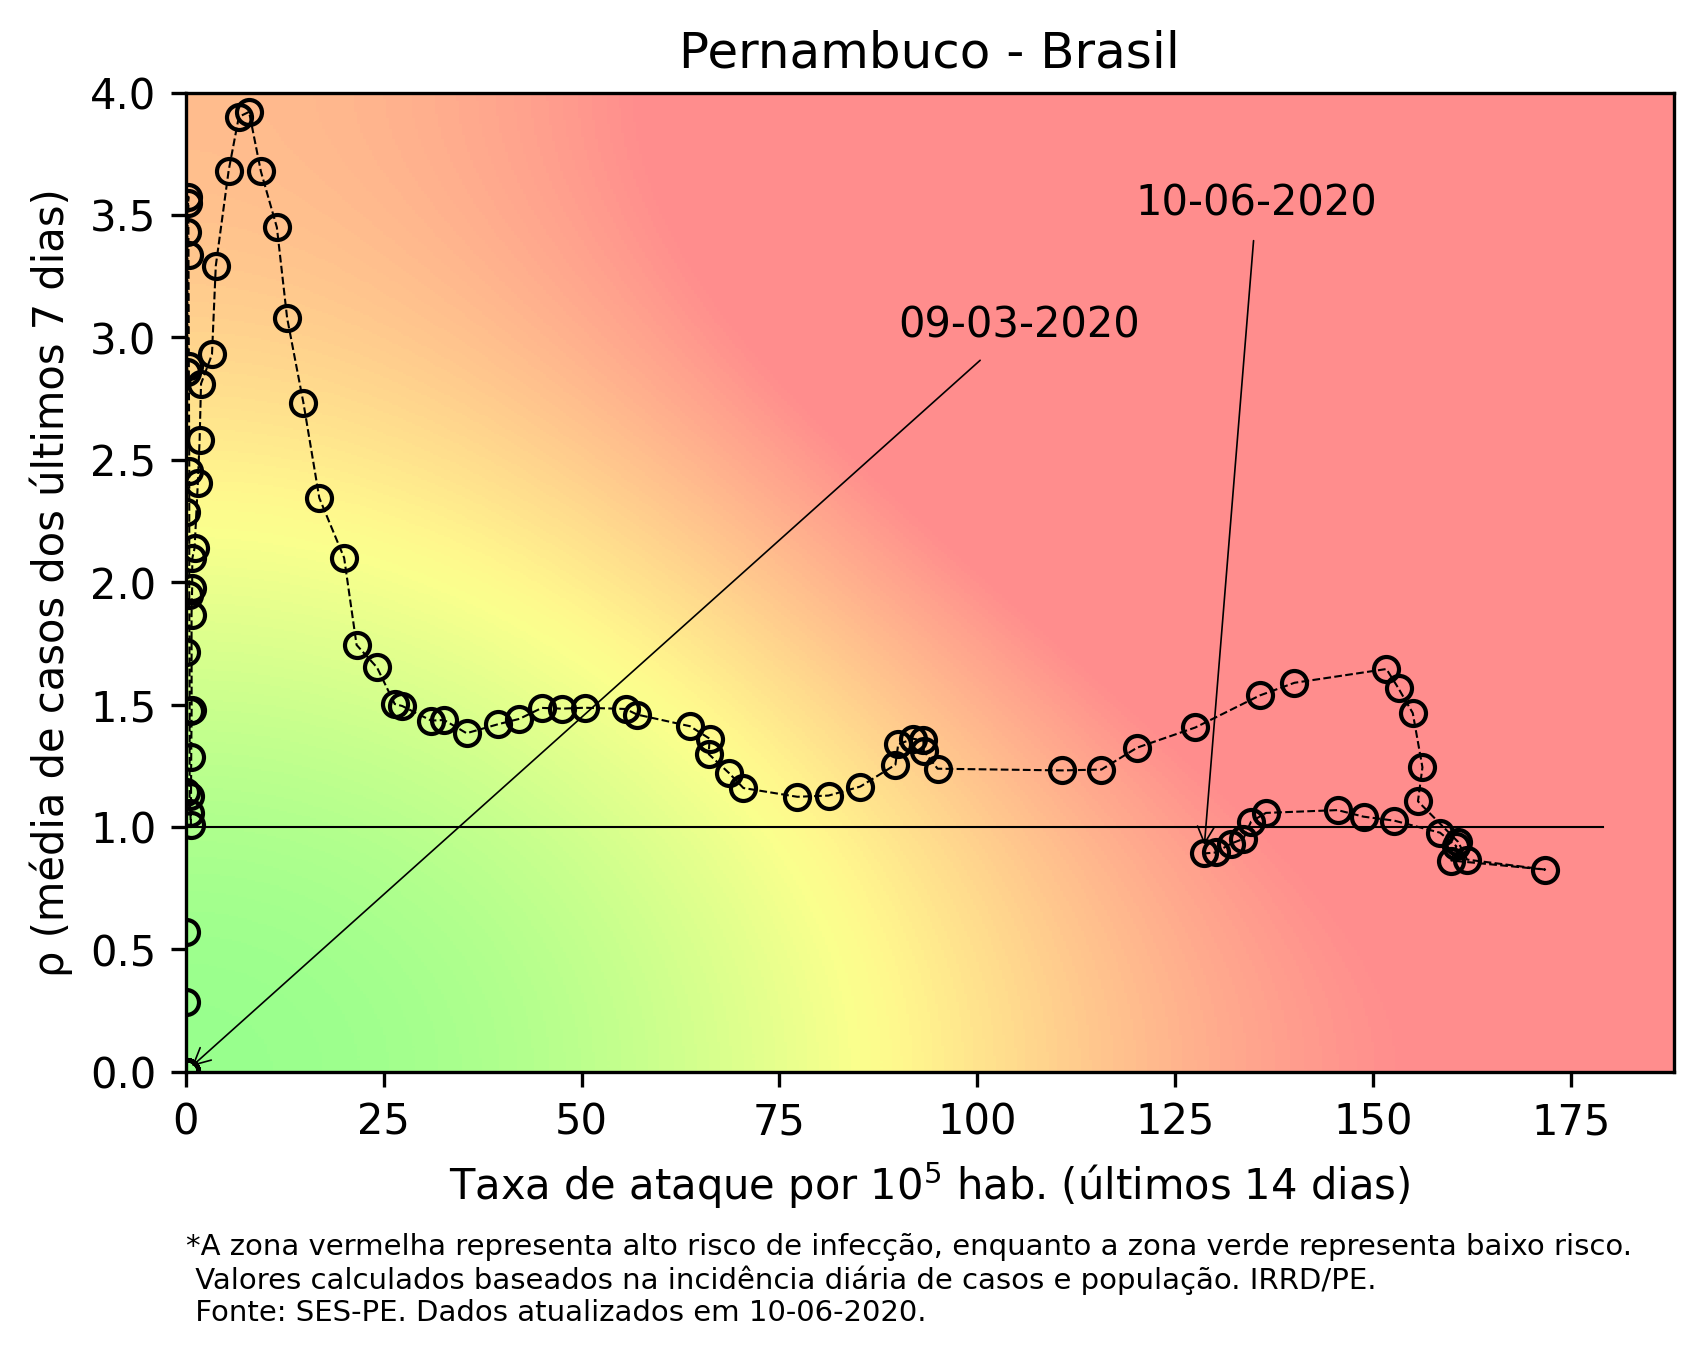 Pernambuco - Brasil
4.0
3.5
3.0
2.5
2.0
1.5
1.0
0.5
0.0
ρ (média de casos dos últimos 7 dias)
10-06-2020
09-03-2020
0 25 50 75 100 125 150 175
Taxa de ataque por 10⁵ hab. (últimos 14 dias)
*A zona vermelha representa alto risco de infecção, enquanto a zona verde representa baixo risco.
Valores calculados baseados na incidência diária de casos e população. IRRD/PE.
Fonte: SES-PE. Dados atualizados em 10-06-2020.